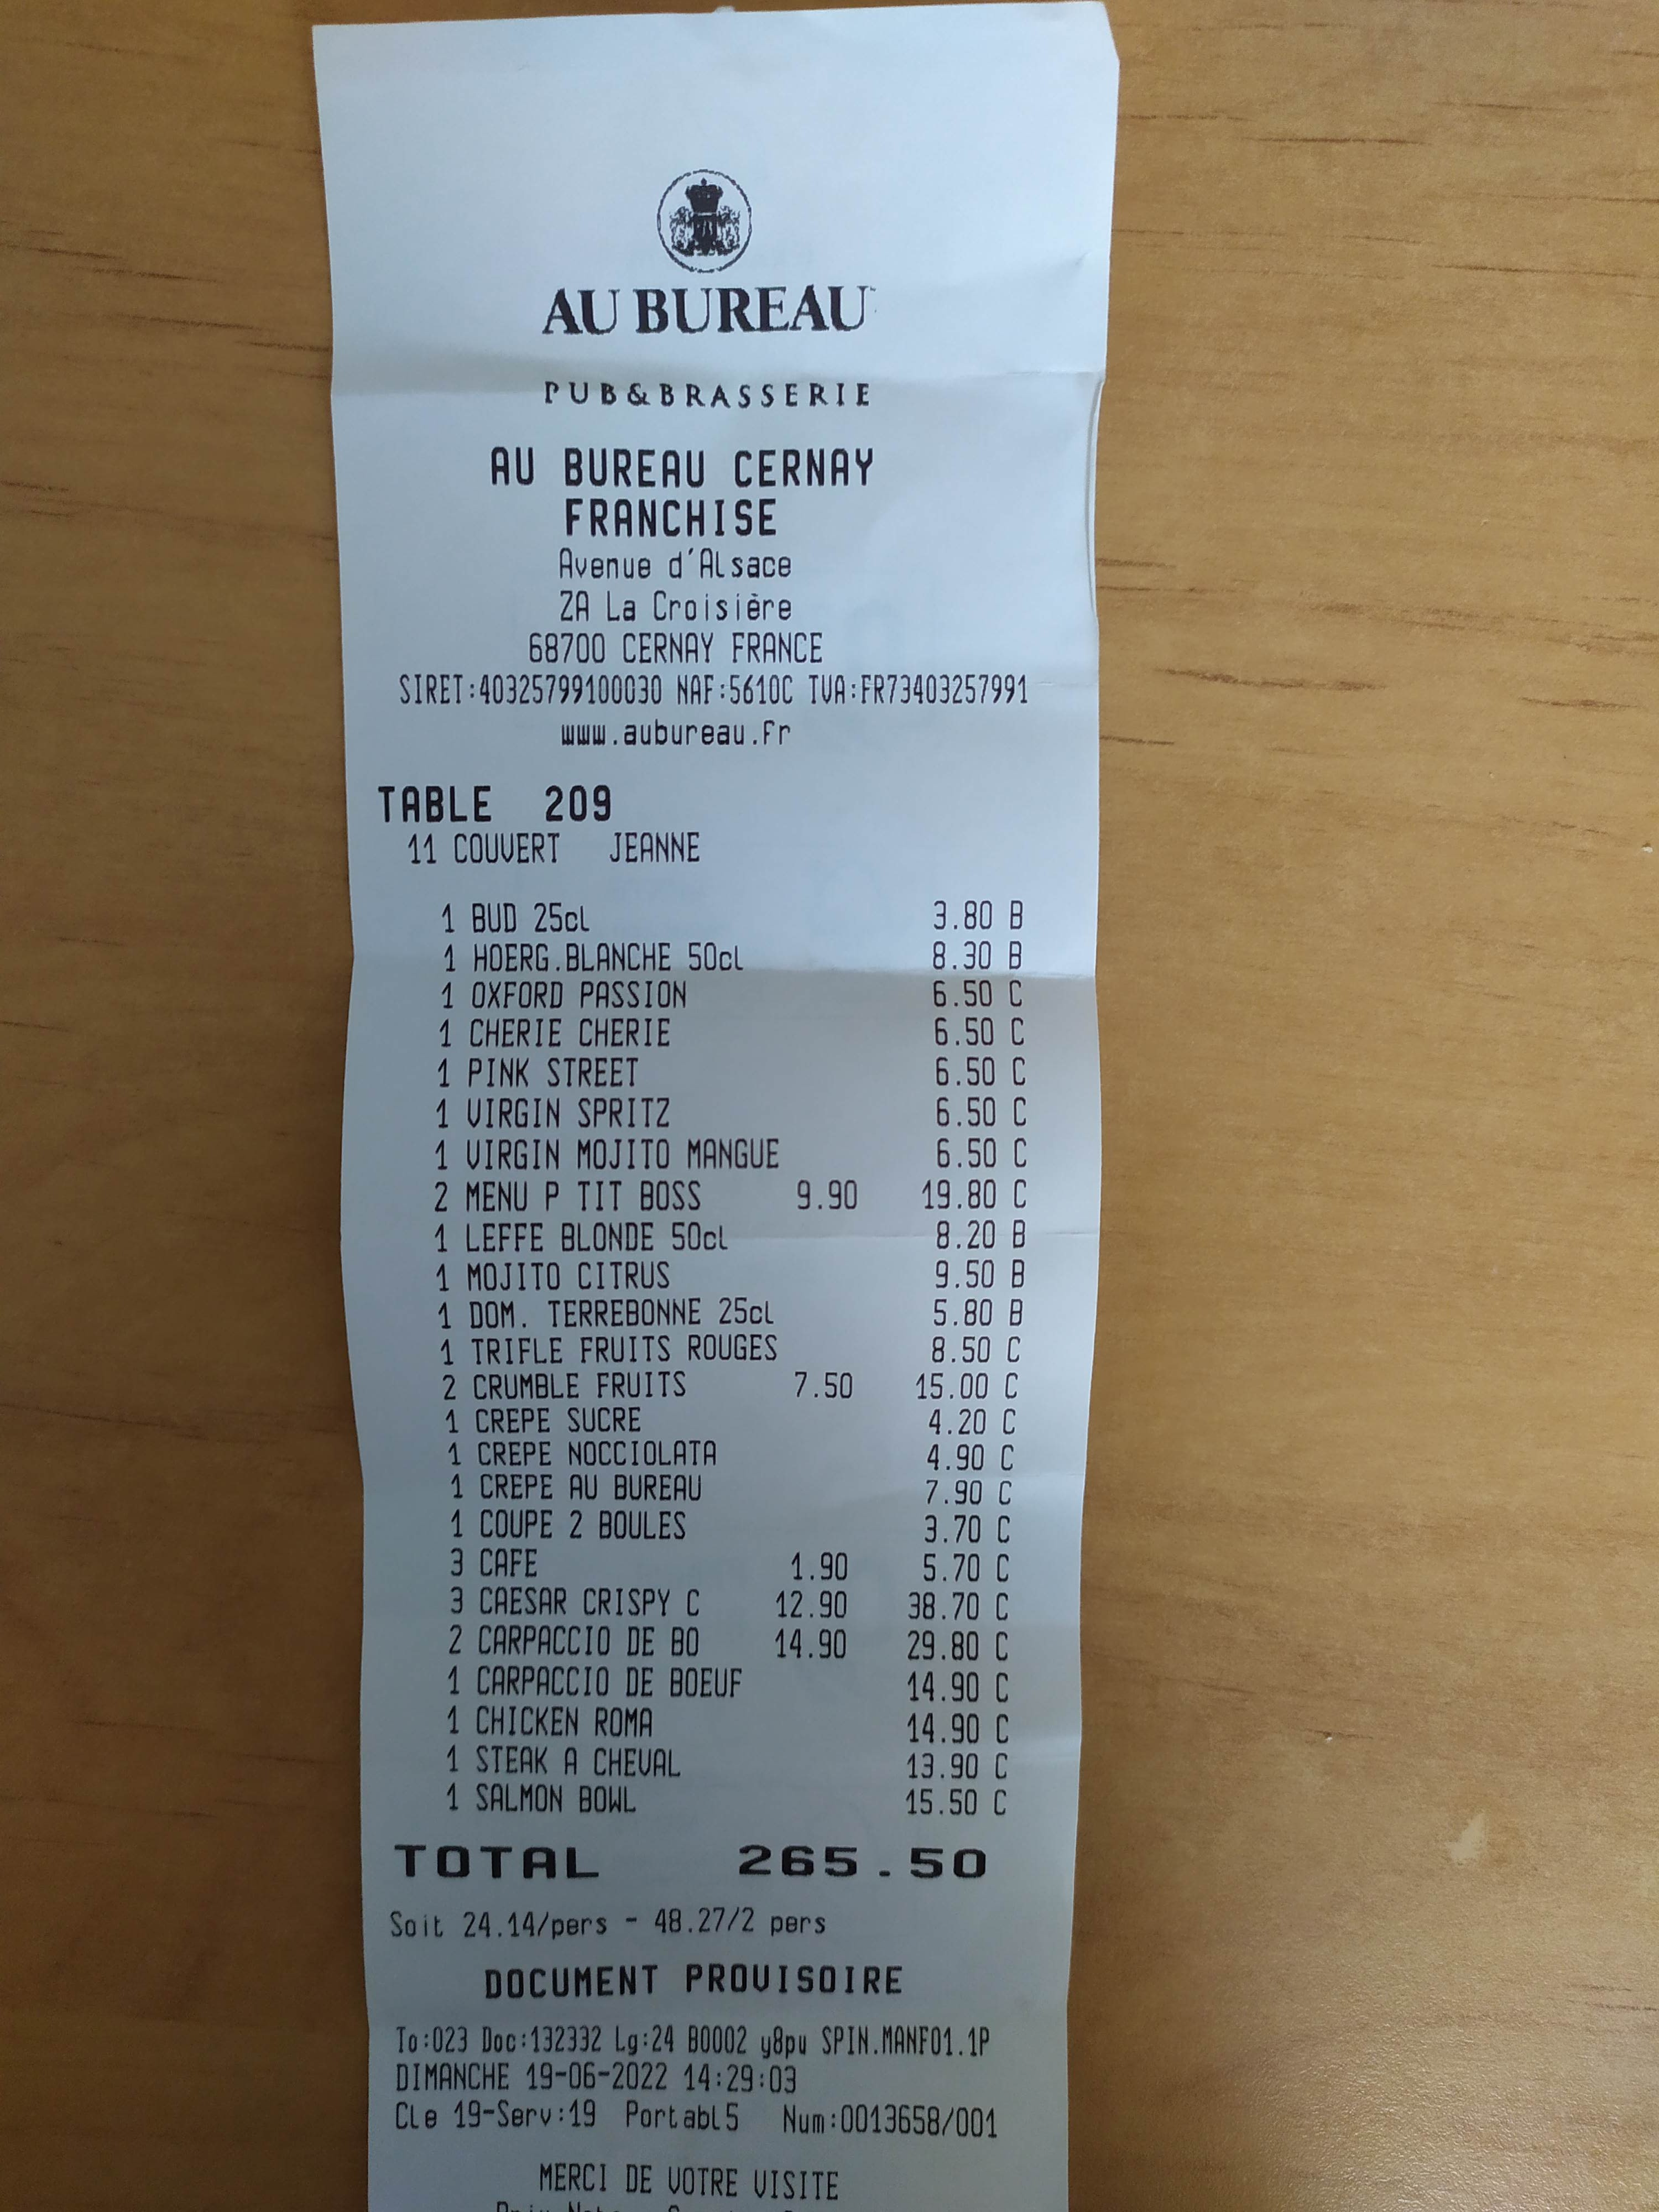 AU BUREAU
PUB&BRASSERIE
AU BUREAU CERNAY
FRANCHISE
Avenue d'Alsace
ZA La Croisière
68700 CERNAY FRANCE
SIRET:40325799100030 NAF:5610C TVA:FR73403257991
www.aubureau.fr
TABLE 209
11 COUVERT JEANNE
1 BUD 25cl 3.80 B
1 HOERG.BLANCHE 50cl 8.30 B
1 OXFORD PASSION 6.50 C
1 CHERIE CHERIE 6.50 C
1 PINK STREET 6.50 C
1 VIRGIN SPRITZ 6.50 C
1 VIRGIN MOJITO MANGUE 6.50 C
2 MENU P TIT BOSS 9.90 19.80 C
1 LEFFE BLONDE 50cl 8.20 B
1 MOJITO CITRUS 9.50 B
1 DOM. TERREBONNE 25cl 5.80 B
1 TRIFLE FRUITS ROUGES 8.50 C
2 CRUMBLE FRUITS 7.50 15.00 C
1 CREPE SUCRE 4.20 C
1 CREPE NOCCIOLATA 4.90 C
1 CREPE AU BUREAU 7.90 C
1 COUPE 2 BOULES 3.70 C
3 CAFE 1.90 5.70 C
3 CAESAR CRISPY C 12.90 38.70 C
2 CARPACCIO DE BO 14.90 29.80 C
1 CARPACCIO DE BOEUF 14.90 C
1 CHICKEN ROMA 14.90 C
1 STEAK A CHEVAL 13.90 C
1 SALMON BOWL 15.50 C
TOTAL 265.50
Soit 24.14/pers - 48.27/2 pers
DOCUMENT PROVISOIRE
To:023 Doc:132332 Lg:24 B0002 y8pu SPIN.MANF01.1P
DIMANCHE 19-06-2022 14:29:03
Cle 19-Serv:19 Portabl5 Num:0013658/001
MERCI DE VOTRE VISITE